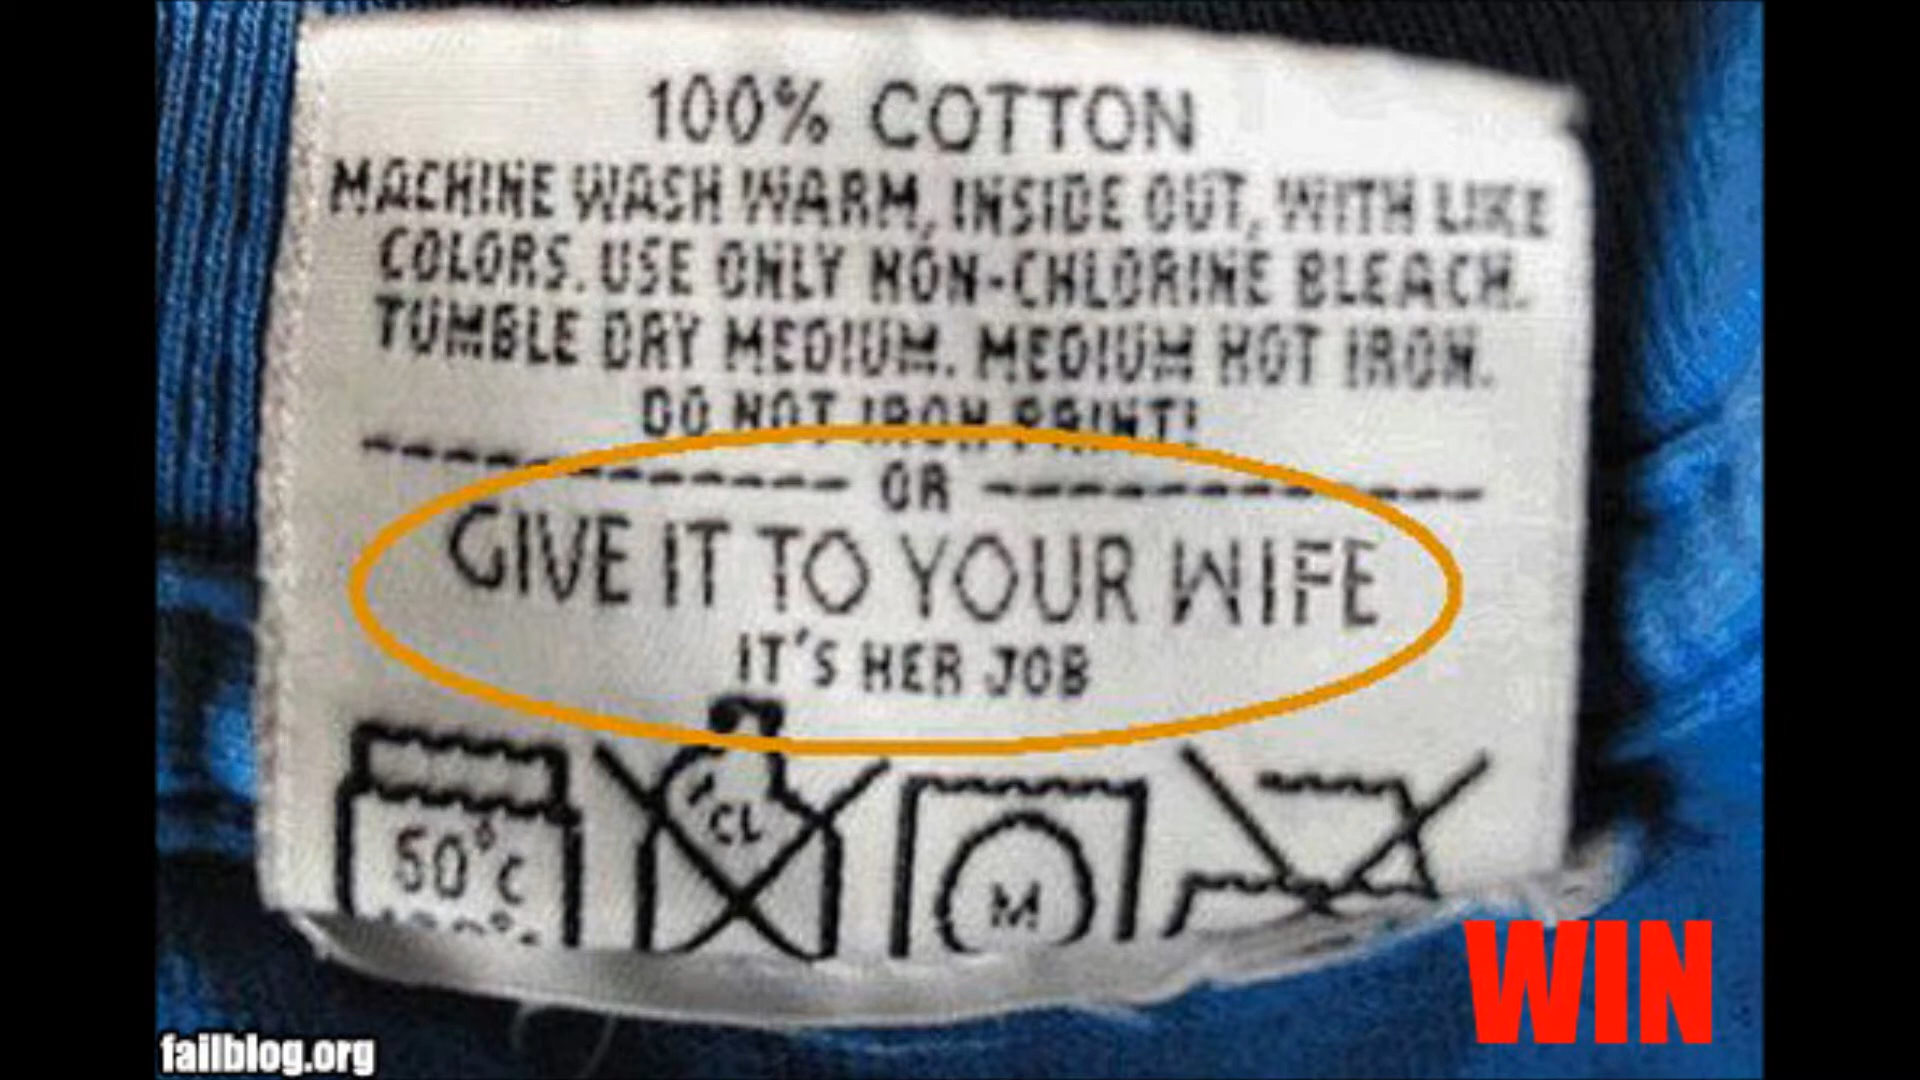 100% COTTON
MACHINE WASH WARM, INSIDE OUT, WITH LIKE
COLORS. USE ONLY NON-CHLORINE BLEACH.
TUMBLE DRY MEDIUM. MEDIUM HOT IRON.
DO NOT IRON PRINT!
------------- OR -------------
GIVE IT TO YOUR WIFE
IT'S HER JOB
CL
M
WIN
failblog.org